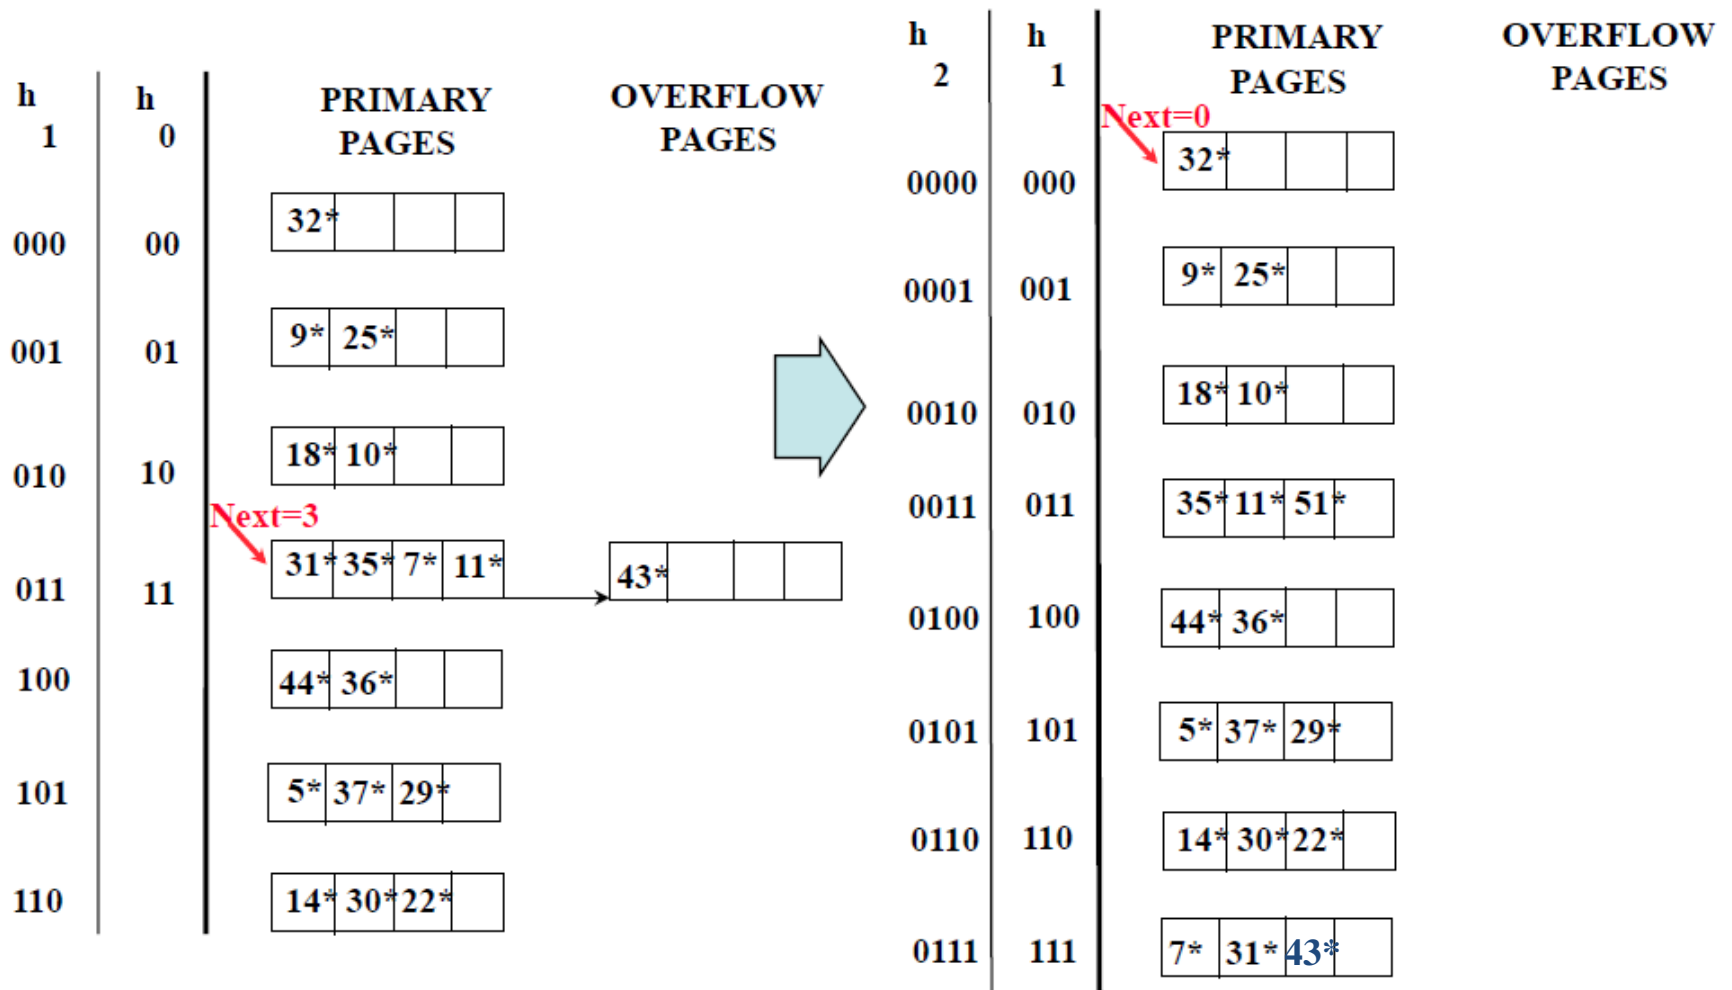 h h PRIMARY OVERFLOW
1 0 PAGES PAGES
000 00 32*
001 01 9* 25*
010 10 18* 10*
Next=3
011 11 31* 35* 7* 11* 43*
100 44* 36*
101 5* 37* 29*
110 14* 30* 22*
h h PRIMARY OVERFLOW
2 1 PAGES PAGES
Next=0
0000 000 32*
0001 001 9* 25*
0010 010 18* 10*
0011 011 35* 11* 51*
0100 100 44* 36*
0101 101 5* 37* 29*
0110 110 14* 30* 22*
0111 111 7* 31* 43*